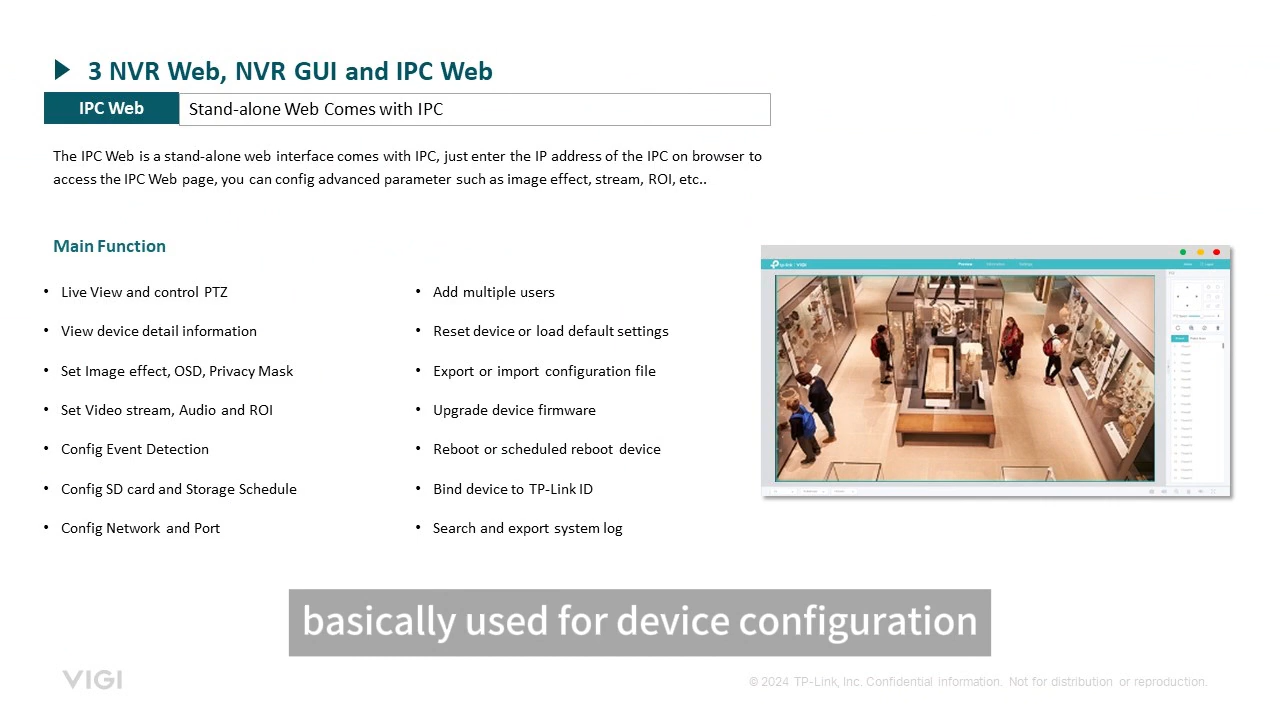 3 NVR Web, NVR GUI and IPC Web
IPC Web
Stand-alone Web Comes with IPC
The IPC Web is a stand-alone web interface comes with IPC, just enter the IP address of the IPC on browser to
access the IPC Web page, you can config advanced parameter such as image effect, stream, ROI, etc..
Main Function
• Live View and control PTZ
• View device detail information
• Set Image effect, OSD, Privacy Mask
• Set Video stream, Audio and ROI
• Config Event Detection
• Config SD card and Storage Schedule
• Config Network and Port
• Add multiple users
• Reset device or load default settings
• Export or import configuration file
• Upgrade device firmware
• Reboot or scheduled reboot device
• Bind device to TP-Link ID
• Search and export system log
tp-link | VIGI
Preview
basically used for device configuration
VIGI
© 2024 TP-Link, Inc. Confidential information. Not for distribution or reproduction.